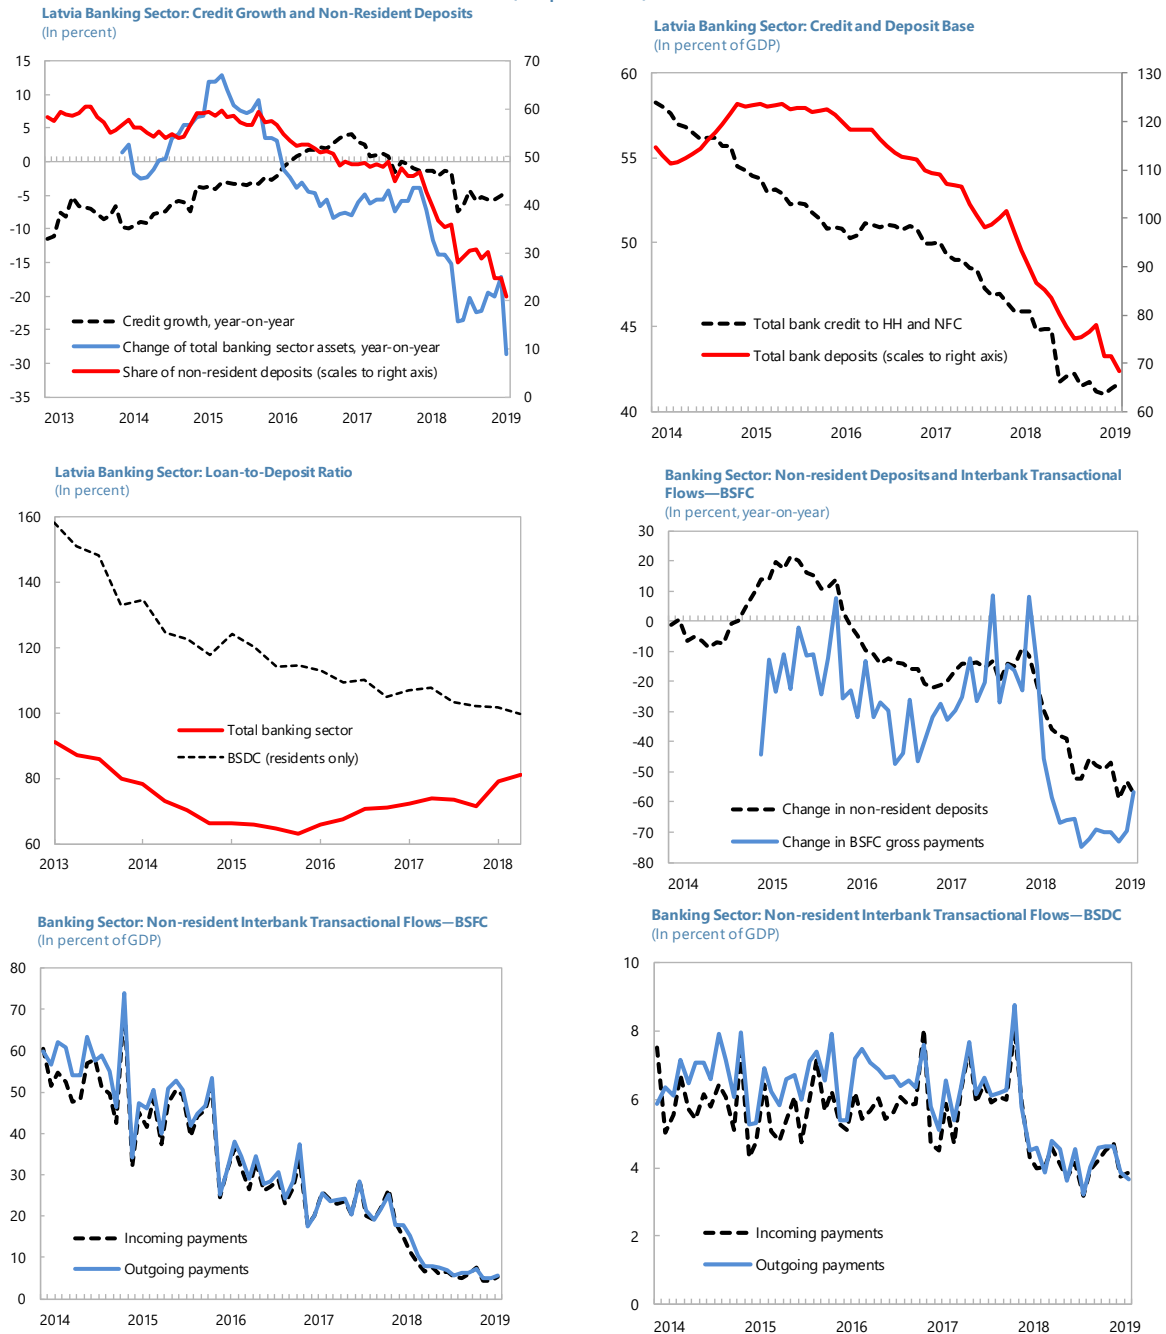 Latvia Banking Sector: Credit Growth and Non-Resident Deposits
(In percent)
15
10
5
0
-5
-10
-15
-20
-25
-30
-35
70
60
50
40
30
20
10
0
Credit growth, year-on-year
Change of total banking sector assets, year-on-year
Share of non-resident deposits (scales to right axis)
2013 2014 2015 2016 2017 2018 2019
Latvia Banking Sector: Credit and Deposit Base
(In percent of GDP)
60
55
50
45
40
130
120
110
100
90
80
70
60
Total bank credit to HH and NFC
Total bank deposits (scales to right axis)
2014 2015 2016 2017 2018 2019
Latvia Banking Sector: Loan-to-Deposit Ratio
(In percent)
160
140
120
100
80
60
Total banking sector
BSDC (residents only)
2013 2014 2015 2016 2017 2018
Banking Sector: Non-resident Deposits and Interbank Transactional
Flows—BSFC
(In percent, year-on-year)
30
20
10
0
-10
-20
-30
-40
-50
-60
-70
-80
Change in non-resident deposits
Change in BSFC gross payments
2014 2015 2016 2017 2018 2019
Banking Sector: Non-resident Interbank Transactional Flows—BSFC
(In percent of GDP)
80
70
60
50
40
30
20
10
0
Incoming payments
Outgoing payments
2014 2015 2016 2017 2018 2019
Banking Sector: Non-resident Interbank Transactional Flows—BSDC
(In percent of GDP)
10
8
6
4
2
0
Incoming payments
Outgoing payments
2014 2015 2016 2017 2018 2019